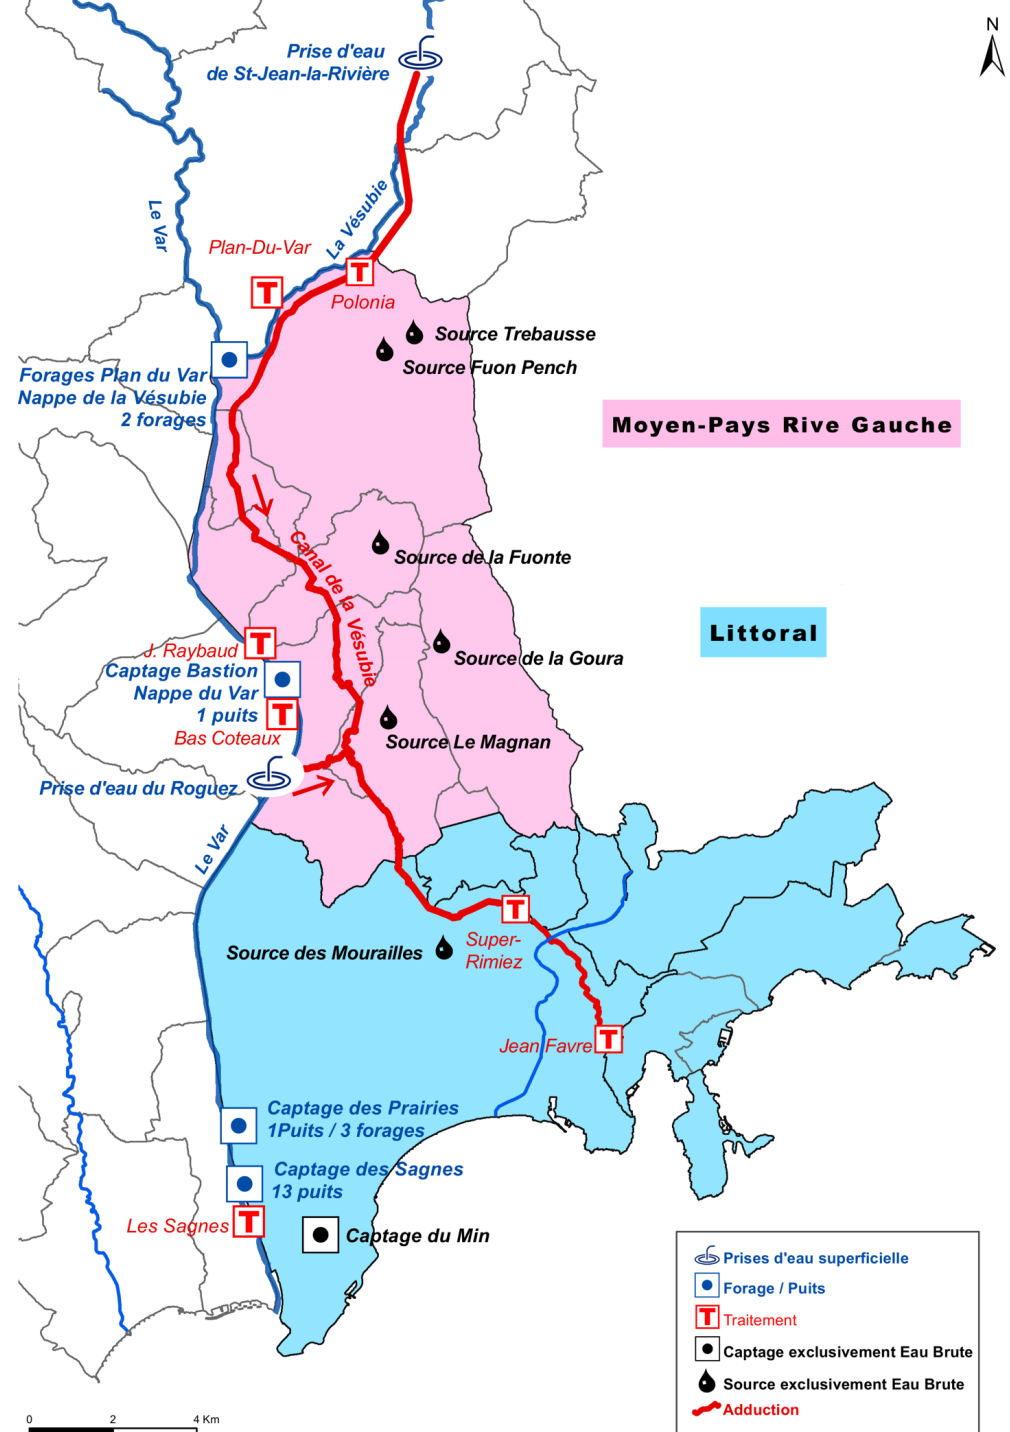 N
Prise d'eau
de St-Jean-la-Rivière
Le Var
La Vésubie
Plan-Du-Var
Polonia
Source Trebausse
Source Fuon Pench
Forages Plan du Var
Nappe de la Vésubie
2 forages
Moyen-Pays Rive Gauche
Canal de la Vésubie
Source de la Fuonte
Littoral
J. Raybaud
Source de la Goura
Captage Bastion
Nappe du Var
1 puits
Bas Coteaux
Source Le Magnan
Prise d'eau du Roguez
Le Var
Source des Mourailles
Super-
Rimiez
Jean Favre
Captage des Prairies
1Puits / 3 forages
Captage des Sagnes
13 puits
Les Sagnes
Captage du Min
Prises d'eau superficielle
Forage / Puits
Traitement
Captage exclusivement Eau Brute
Source exclusivement Eau Brute
Adduction
0 2 4 Km